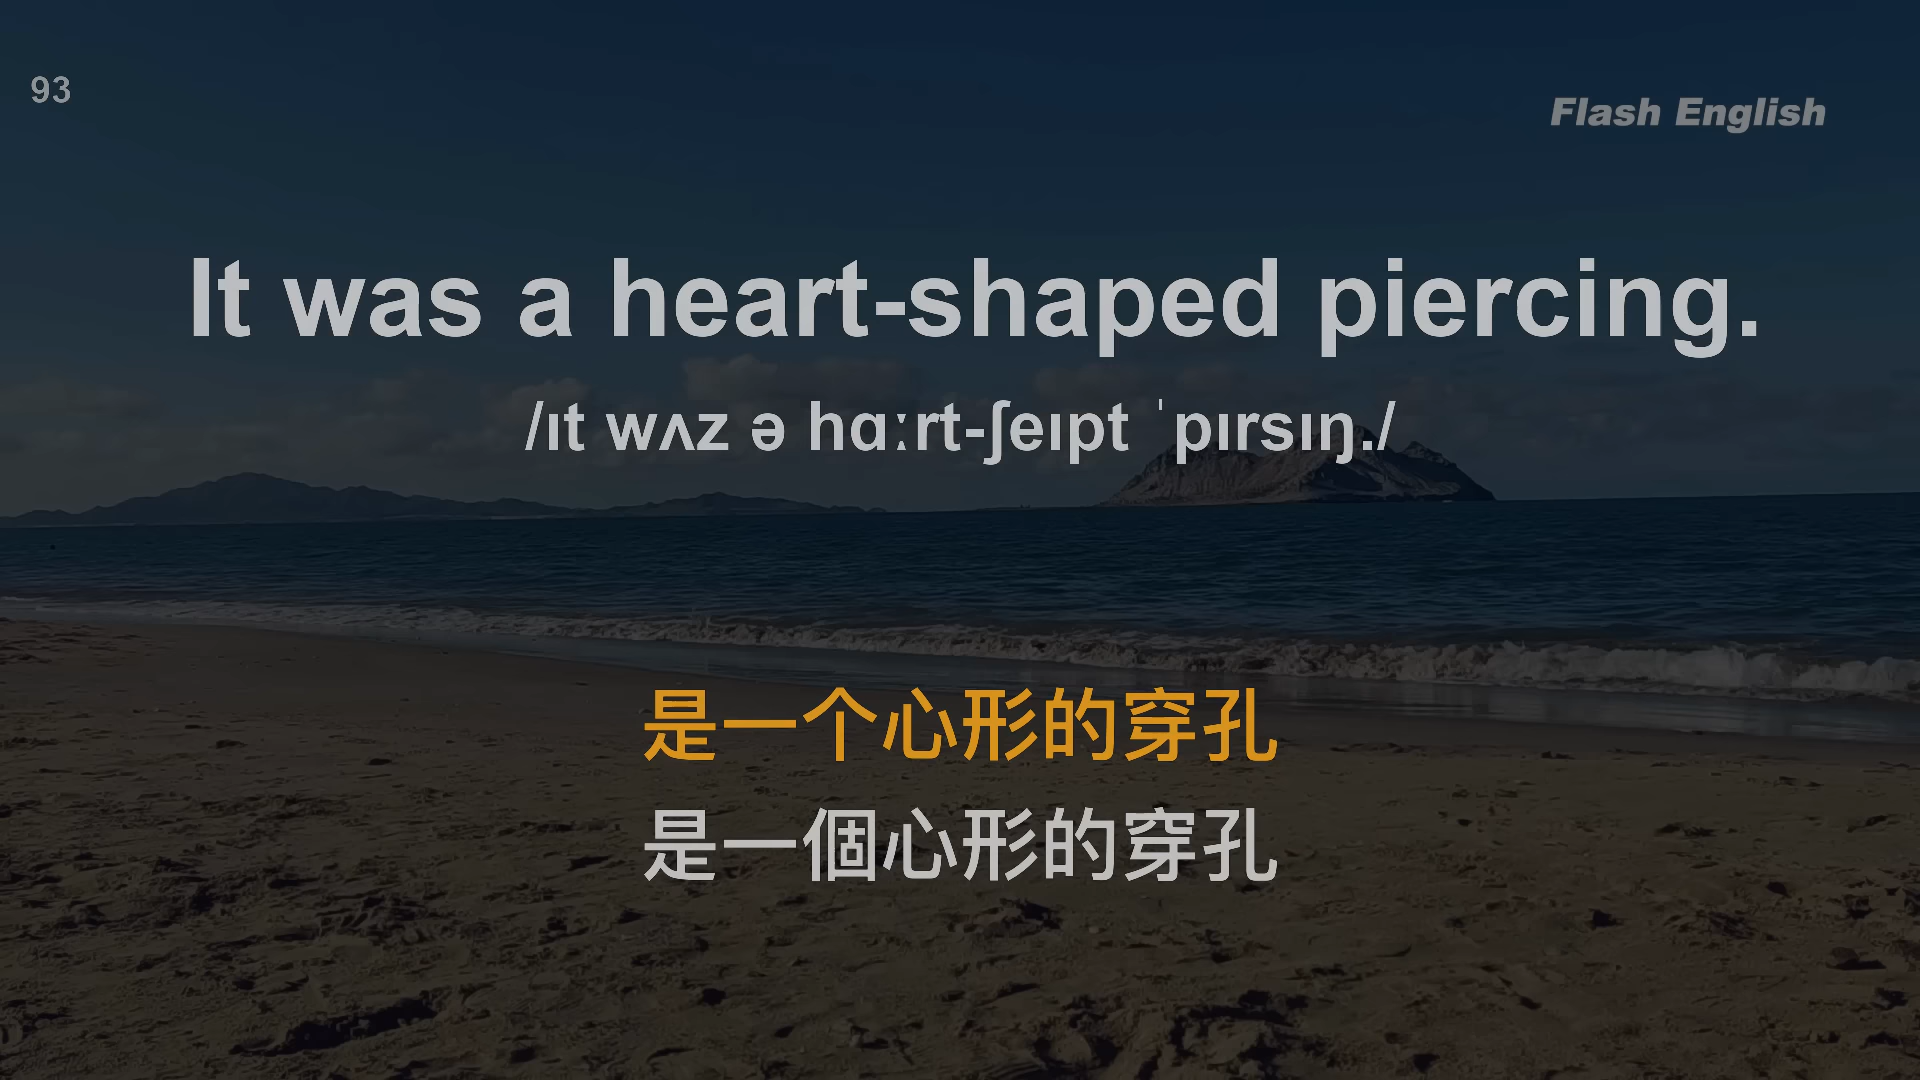 93
Flash English
It was a heart-shaped piercing.
/ɪt wʌz ə hɑːrt-ʃeɪpt ˈpɪrsɪŋ./
是一个心形的穿孔
是一個心形的穿孔